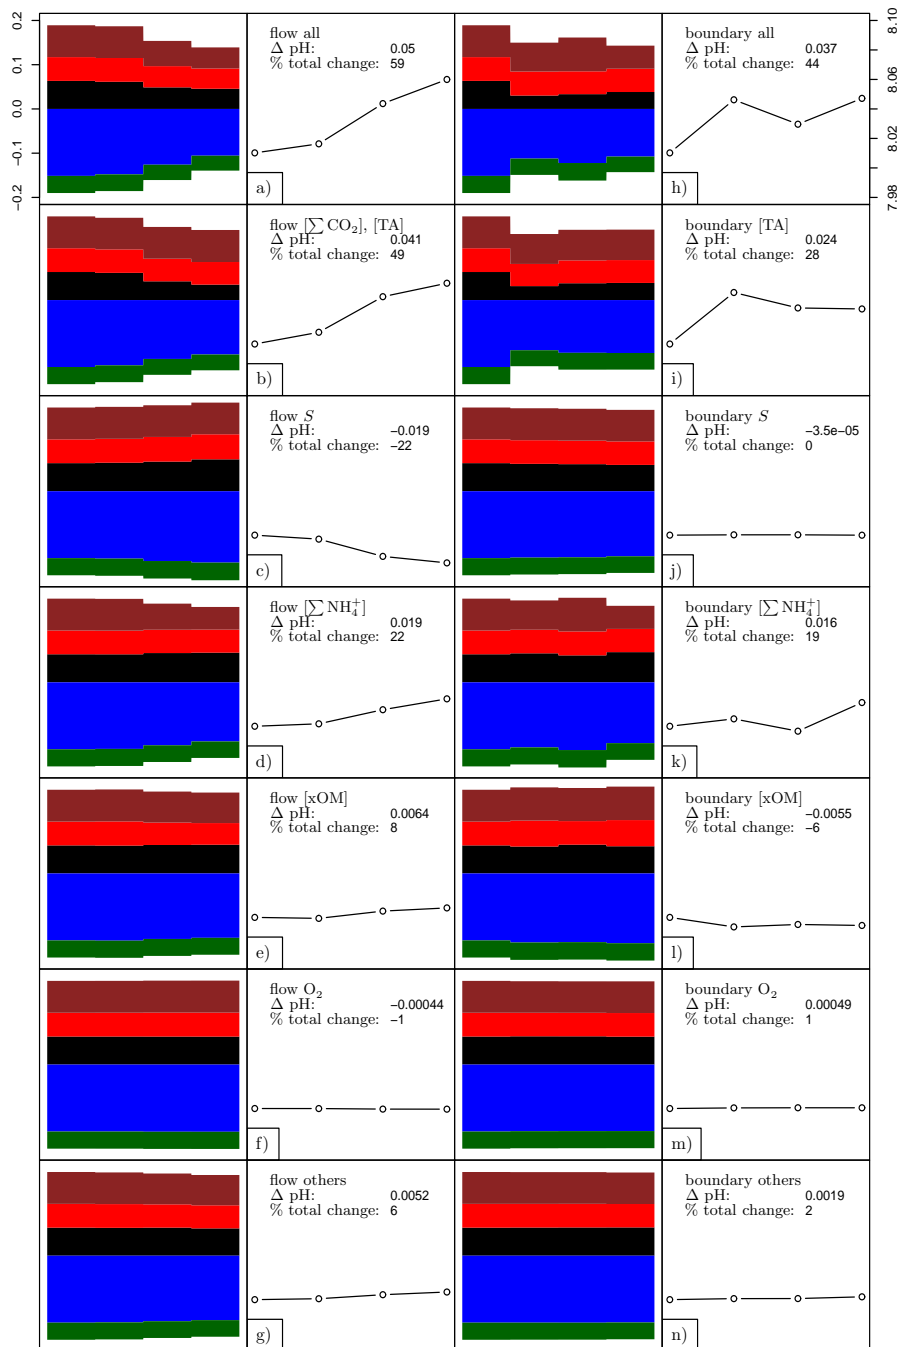 0.2
0.1
0.0
−0.1
−0.2
flow all
Δ pH: 0.05
% total change: 59
a)
boundary all
Δ pH: 0.037
% total change: 44
h)
8.10
8.06
8.02
7.98
flow [∑ CO₂], [TA]
Δ pH: 0.041
% total change: 49
b)
boundary [TA]
Δ pH: 0.024
% total change: 28
i)
flow S
Δ pH: −0.019
% total change: −22
c)
boundary S
Δ pH: −3.5e−05
% total change: 0
j)
flow [∑ NH₄⁺]
Δ pH: 0.019
% total change: 22
d)
boundary [∑ NH₄⁺]
Δ pH: 0.016
% total change: 19
k)
flow [xOM]
Δ pH: 0.0064
% total change: 8
e)
boundary [xOM]
Δ pH: −0.0055
% total change: −6
l)
flow O₂
Δ pH: −0.00044
% total change: −1
f)
boundary O₂
Δ pH: 0.00049
% total change: 1
m)
flow others
Δ pH: 0.0052
% total change: 6
g)
boundary others
Δ pH: 0.0019
% total change: 2
n)